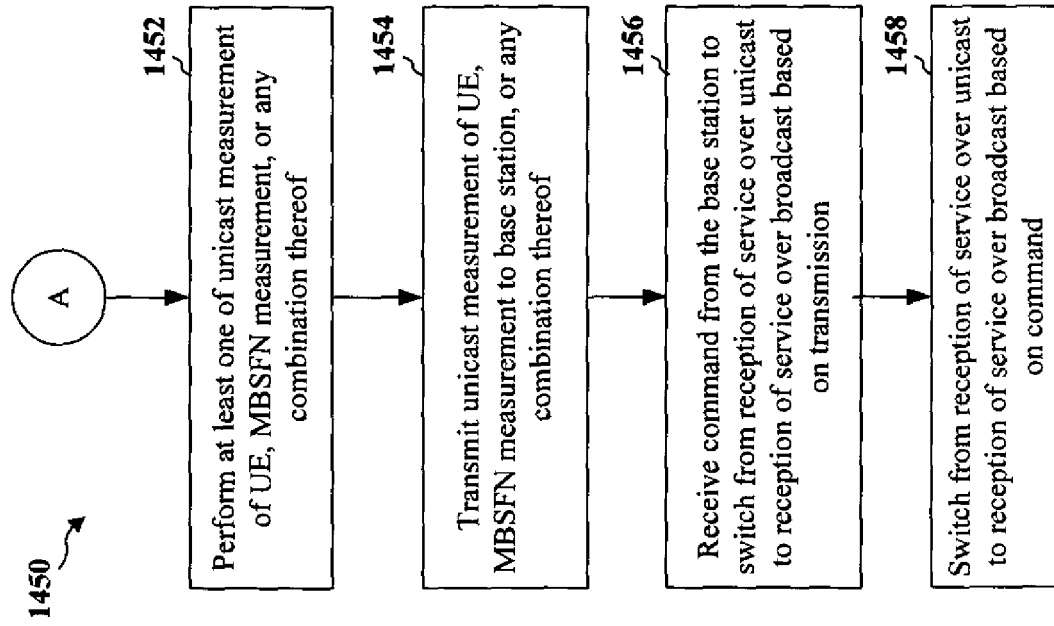 1450
A
1452
Perform at least one of unicast measurement
of UE, MBSFN measurement, or any
combination thereof
1454
Transmit unicast measurement of UE,
MBSFN measurement to base station, or any
combination thereof
1456
Receive command from the base station to
switch from reception of service over unicast
to reception of service over broadcast based
on transmission
1458
Switch from reception of service over unicast
to reception of service over broadcast based
on command